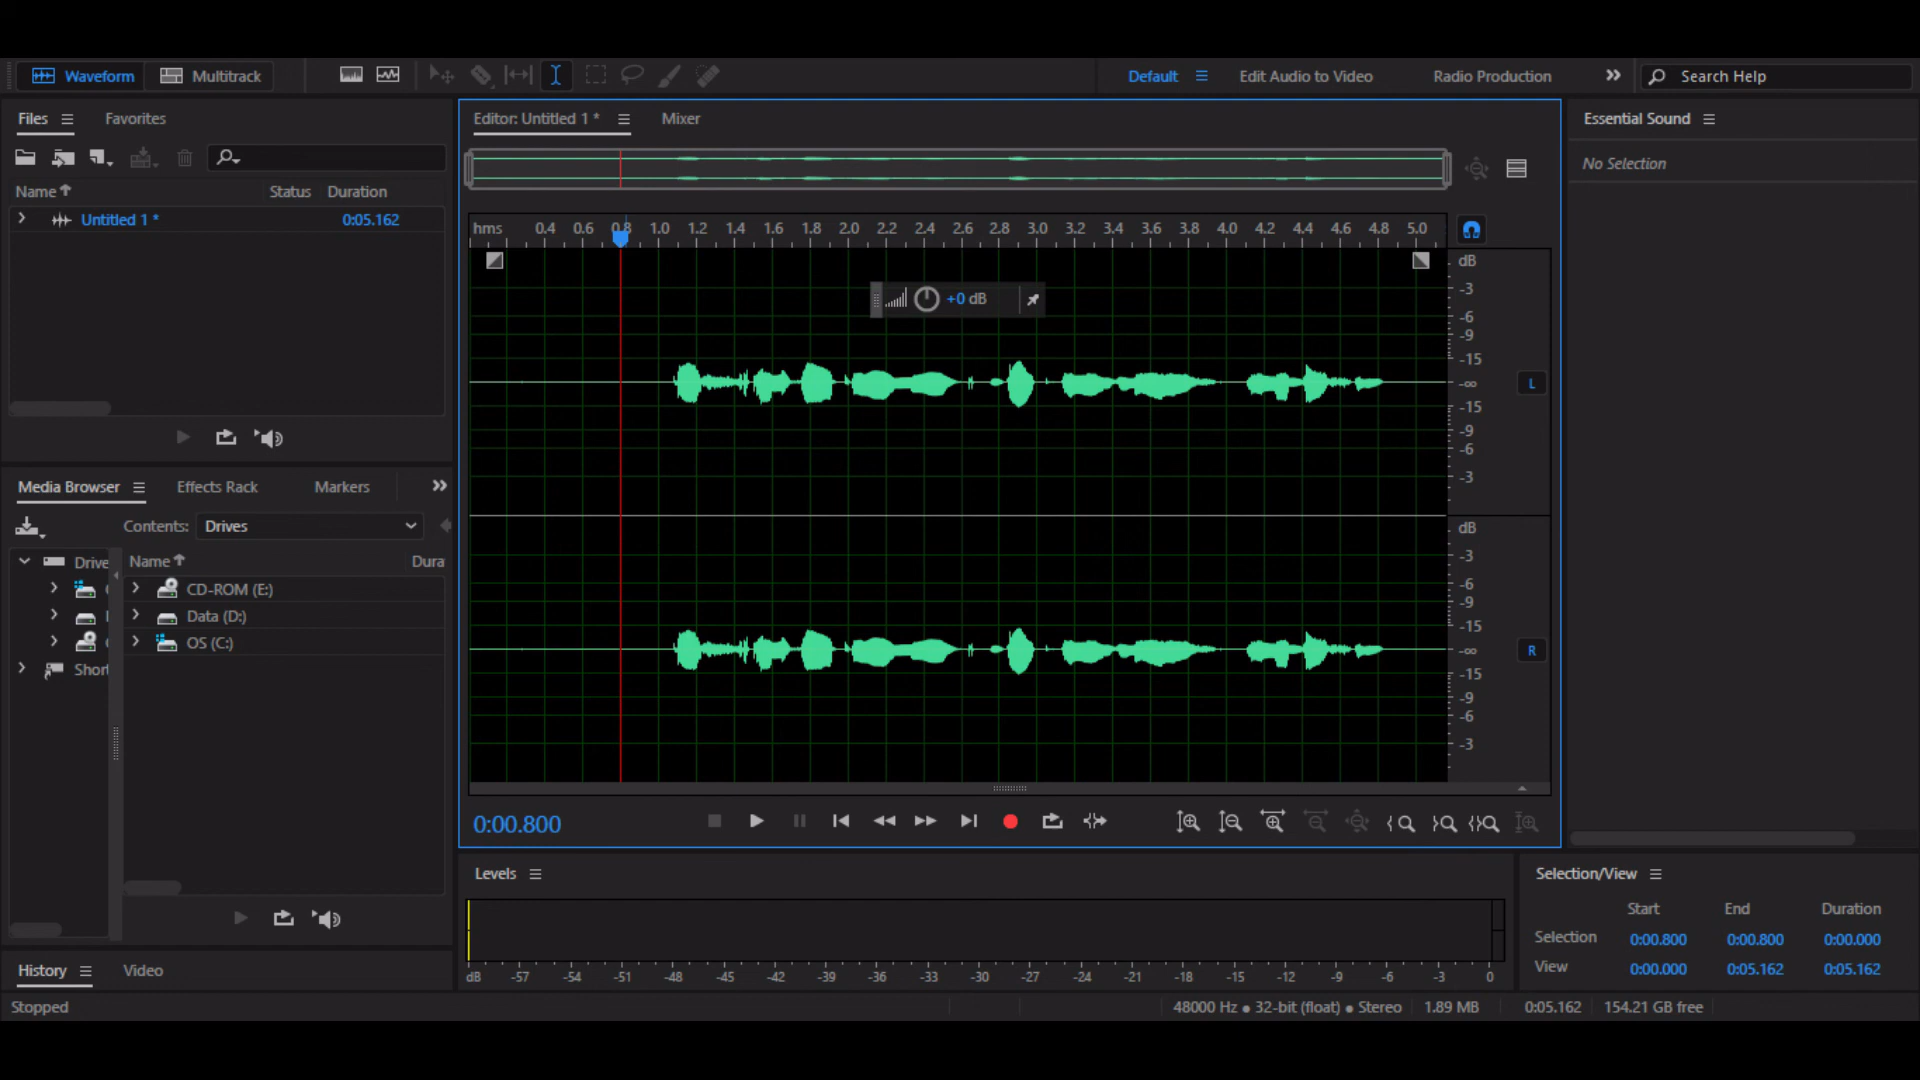 Waveform Multitrack Default Edit Audio to Video Radio Production Search Help
Files Favorites
Name Status Duration
Untitled 1 * 0:05.162
Editor: Untitled 1 * Mixer
hms 0.4 0.6 0.8 1.0 1.2 1.4 1.6 1.8 2.0 2.2 2.4 2.6 2.8 3.0 3.2 3.4 3.6 3.8 4.0 4.2 4.4 4.6 4.8 5.0
+0 dB
dB
-3
-6
-9
-15
-∞
-15
-9
-6
-3
L
dB
-3
-6
-9
-15
-∞
-15
-9
-6
-3
R
Essential Sound
No Selection
Media Browser Effects Rack Markers
Contents: Drives
Drive
Short
Name Dura
CD-ROM (E:)
Data (D:)
OS (C:)
0:00.800
Levels
dB -57 -54 -51 -48 -45 -42 -39 -36 -33 -30 -27 -24 -21 -18 -15 -12 -9 -6 -3 0
Selection/View
Start End Duration
Selection 0:00.800 0:00.800 0:00.000
View 0:00.000 0:05.162 0:05.162
History Video
Stopped 48000 Hz ● 32-bit (float) ● Stereo 1.89 MB 0:05.162 154.21 GB free